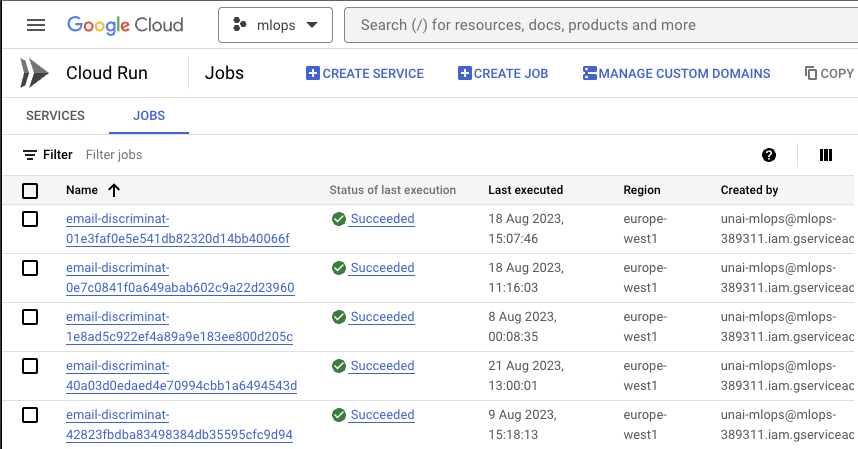 Google Cloud
mlops
Search (/) for resources, docs, products and more
Cloud Run
Jobs
CREATE SERVICE
CREATE JOB
MANAGE CUSTOM DOMAINS
COPY
SERVICES
JOBS
Filter
Filter jobs
Name
Status of last execution
Last executed
Region
Created by
email-discriminat-
01e3faf0e5e541db82320d14bb40066f
Succeeded
18 Aug 2023,
15:07:46
europe-
west1
unai-mlops@mlops-
389311.iam.gserviceac
email-discriminat-
0e7c0841f0a649abab602c9a22d23960
Succeeded
18 Aug 2023,
11:16:03
europe-
west1
unai-mlops@mlops-
389311.iam.gserviceac
email-discriminat-
1e8ad5c922ef4a89a9e183ee800d205c
Succeeded
8 Aug 2023,
00:08:35
europe-
west1
unai-mlops@mlops-
389311.iam.gserviceac
email-discriminat-
40a03d0edaed4e70994cbb1a6494543d
Succeeded
21 Aug 2023,
13:00:01
europe-
west1
unai-mlops@mlops-
389311.iam.gserviceac
email-discriminat-
42823fbdba83498384db35595cfc9d94
Succeeded
9 Aug 2023,
15:18:13
europe-
west1
unai-mlops@mlops-
389311.iam.gserviceac